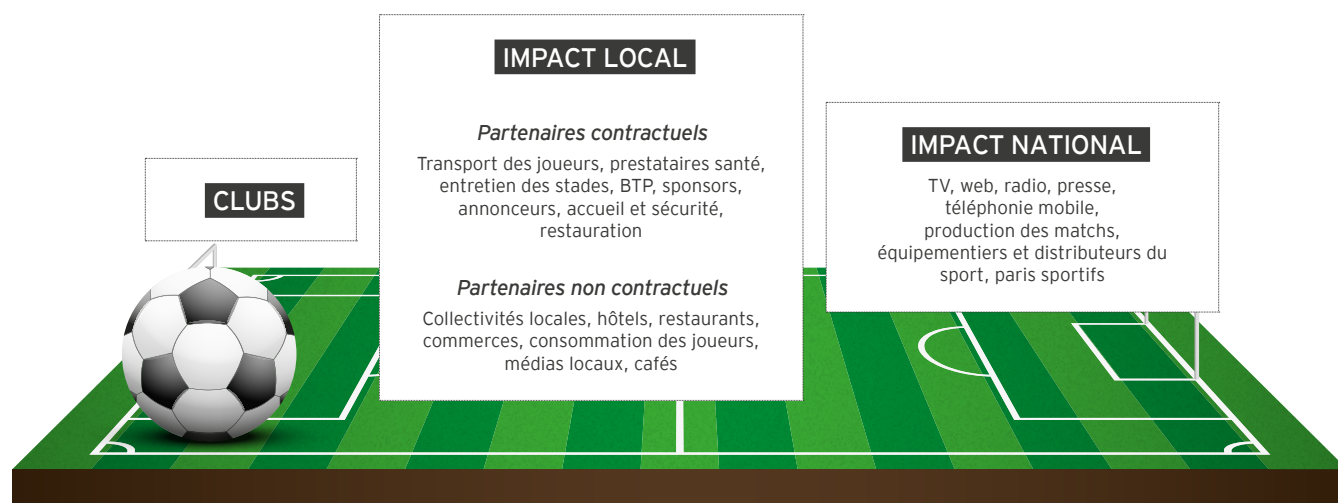 CLUBS
IMPACT LOCAL
Partenaires contractuels
Transport des joueurs, prestataires santé,
entretien des stades, BTP, sponsors,
annonceurs, accueil et sécurité,
restauration
Partenaires non contractuels
Collectivités locales, hôtels, restaurants,
commerces, consommation des joueurs,
médias locaux, cafés
IMPACT NATIONAL
TV, web, radio, presse,
téléphonie mobile,
production des matchs,
équipementiers et distributeurs du
sport, paris sportifs